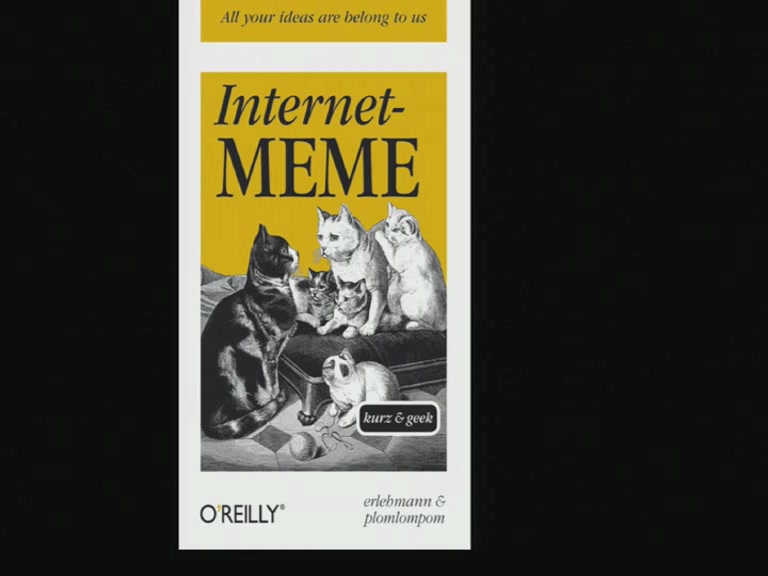 All your ideas are belong to us
Internet-
MEME
kurz & geek
O'REILLY®
erlehmann &
plomlompom